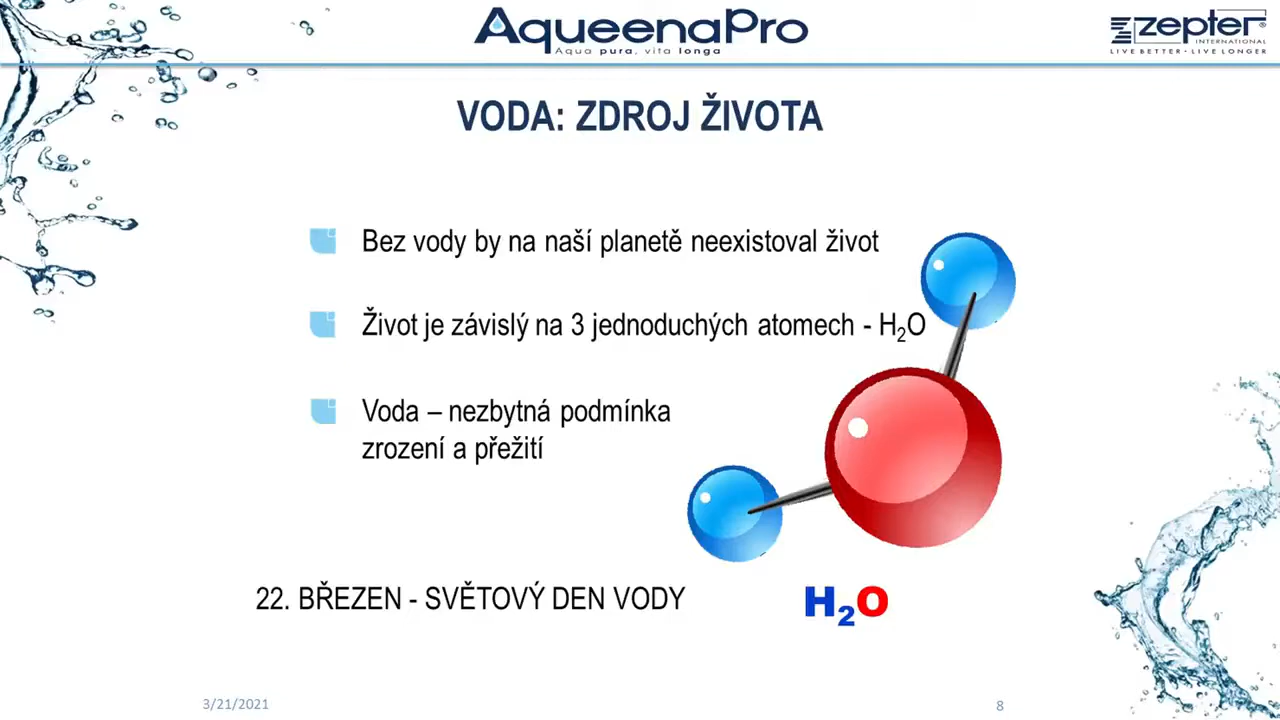 AqueenaPro
Aqua pura, vita longa
zepter
INTERNATIONAL
LIVE BETTER - LIVE LONGER
VODA: ZDROJ ŽIVOTA
Bez vody by na naší planetě neexistoval život
Život je závislý na 3 jednoduchých atomech - H₂O
Voda – nezbytná podmínka
zrození a přežití
22. BŘEZEN - SVĚTOVÝ DEN VODY
H₂O
3/21/2021
8